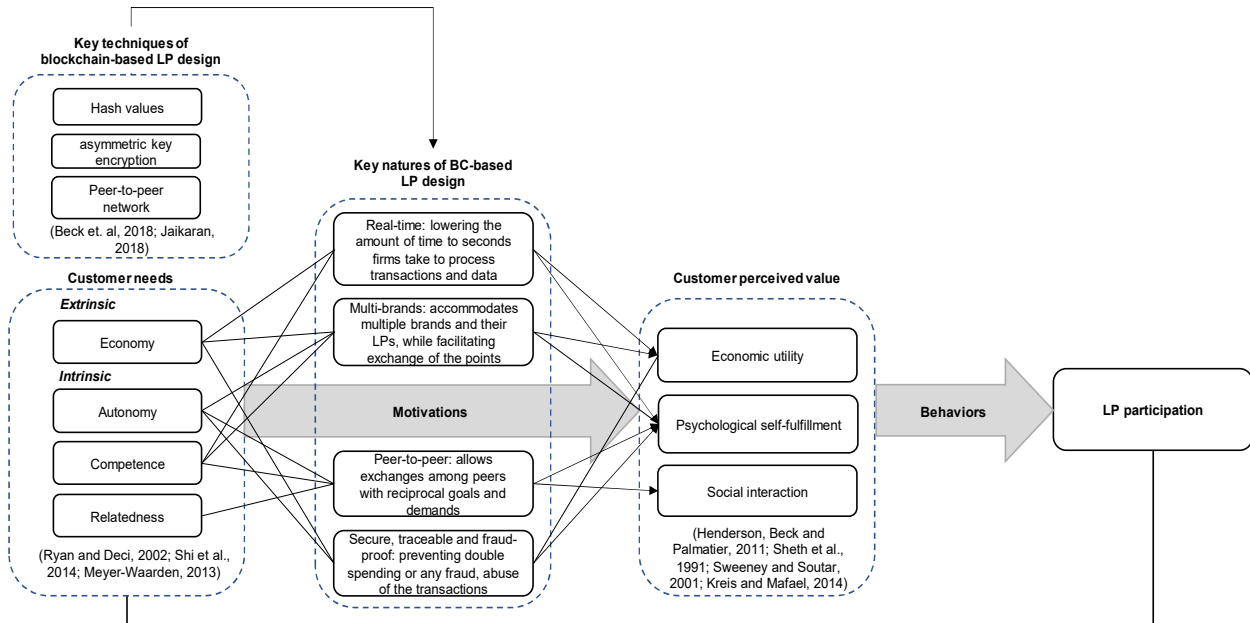 Key techniques of
blockchain-based LP design
Hash values
asymmetric key
encryption
Peer-to-peer
network
(Beck et. al, 2018; Jaikaran,
2018)
Customer needs
Extrinsic
Economy
Intrinsic
Autonomy
Competence
Relatedness
(Ryan and Deci, 2002; Shi et al.,
2014; Meyer-Waarden, 2013)
Key natures of BC-based
LP design
Real-time: lowering the
amount of time to seconds
firms take to process
transactions and data
Multi-brands: accommodates
multiple brands and their
LPs, while facilitating
exchange of the points
Motivations
Peer-to-peer: allows
exchanges among peers
with reciprocal goals and
demands
Secure, traceable and fraud-
proof: preventing double
spending or any fraud, abuse
of the transactions
Customer perceived value
Economic utility
Psychological self-fulfillment
Social interaction
(Henderson, Beck and
Palmatier, 2011; Sheth et al.,
1991; Sweeney and Soutar,
2001; Kreis and Mafael, 2014)
Behaviors
LP participation